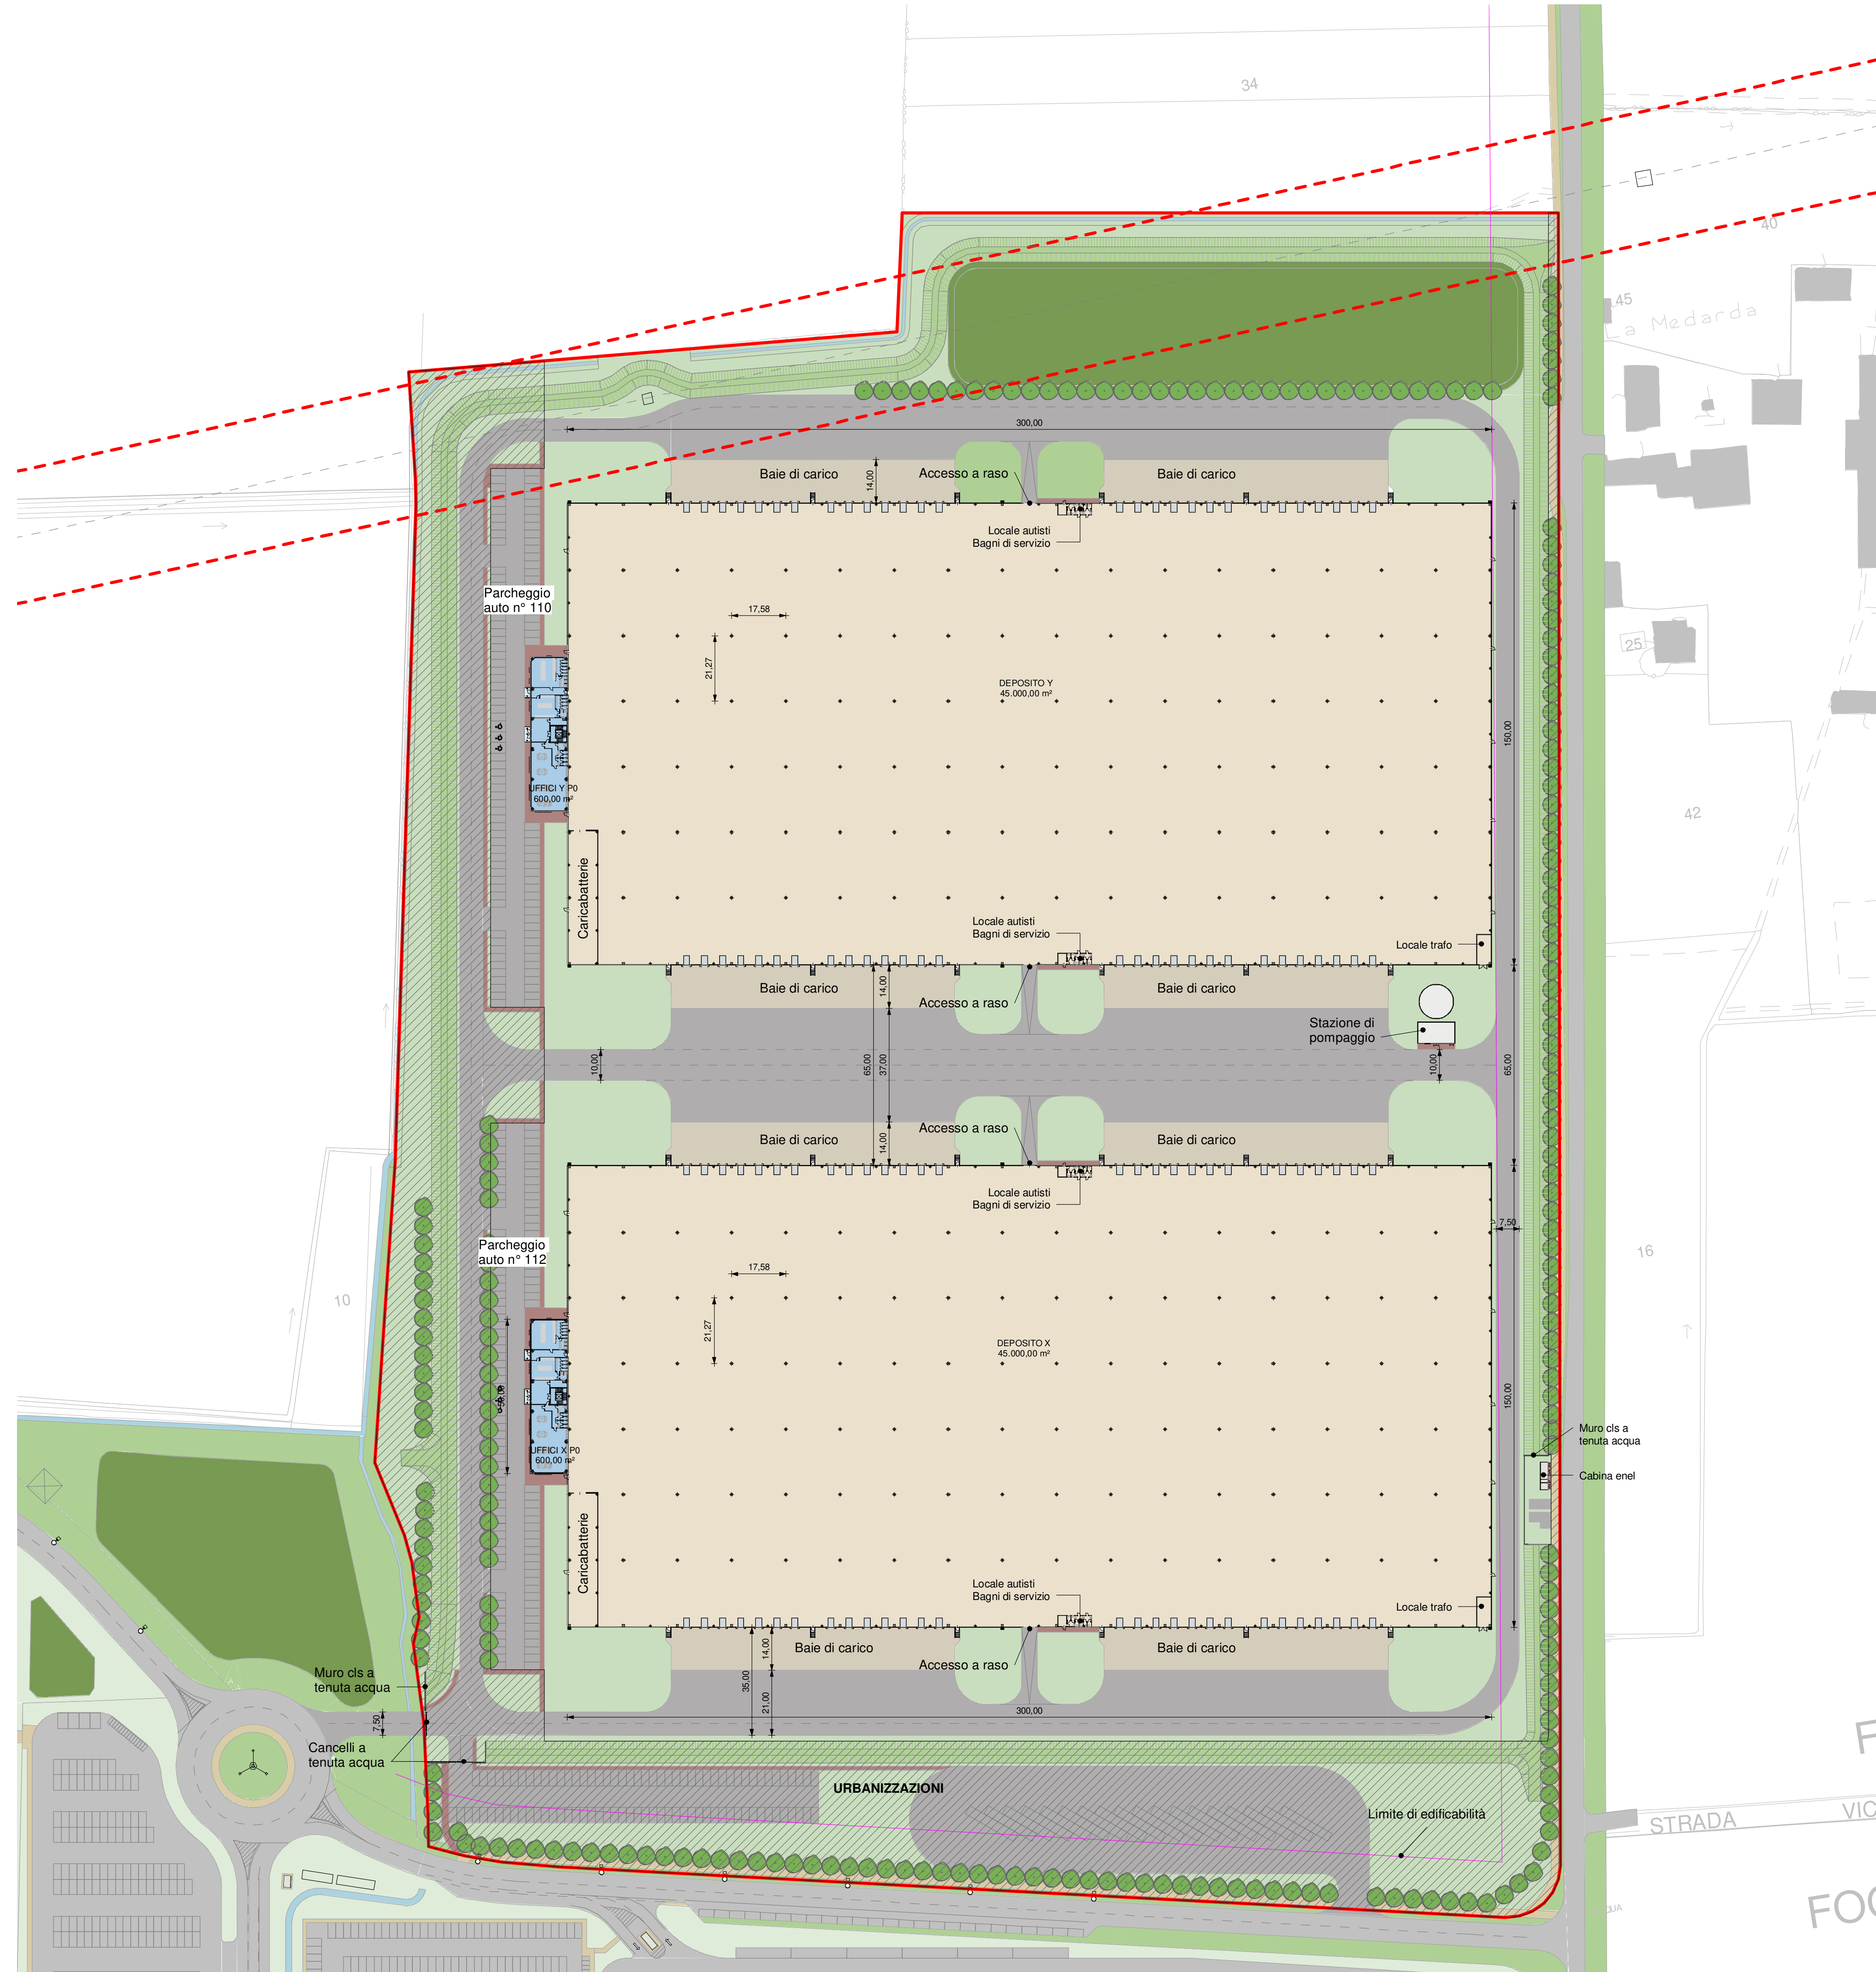 34
40
45
La Medarda
300,00
Baie di carico
14,00
Accesso a raso
Baie di carico
Locale autisti
Bagni di servizio
Parcheggio
auto n° 110
17,58
21,27
25
DEPOSITO Y
45.000,00 m²
150,00
UFFICI Y P0
600,00 m²
42
Caricabatterie
Locale autisti
Bagni di servizio
Locale trafo
Baie di carico
14,00
Accesso a raso
Baie di carico
Stazione di
pompaggio
10,00
65,00
37,00
10,00
65,00
Baie di carico
14,00
Accesso a raso
Baie di carico
Locale autisti
Bagni di servizio
7,50
Parcheggio
auto n° 112
16
17,58
10
21,27
DEPOSITO X
45.000,00 m²
150,00
UFFICI X P0
600,00 m²
Muro cls a
tenuta acqua
Cabina enel
Caricabatterie
Locale autisti
Bagni di servizio
Locale trafo
Baie di carico
14,00
Accesso a raso
Baie di carico
35,00
21,00
Muro cls a
tenuta acqua
7,50
300,00
Cancelli a
tenuta acqua
URBANIZZAZIONI
Limite di edificabilità
STRADA
VIC
F
FOC